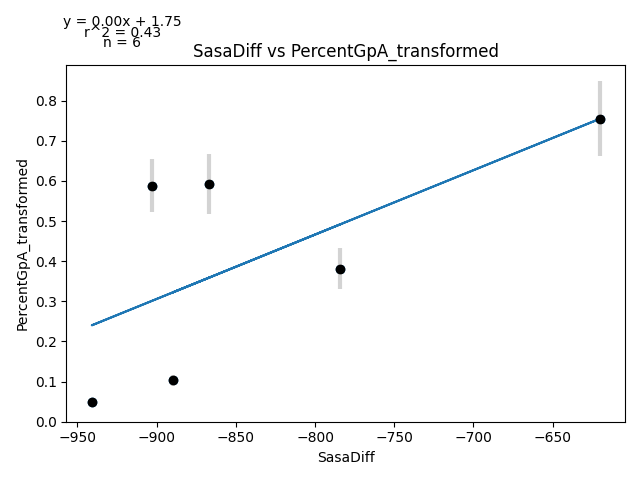 y = 0.00x + 1.75
r^2 = 0.43
n = 6
SasaDiff vs PercentGpA_transformed
PercentGpA_transformed
0.8
0.7
0.6
0.5
0.4
0.3
0.2
0.1
0.0
−950
−900
−850
−800
−750
−700
−650
SasaDiff